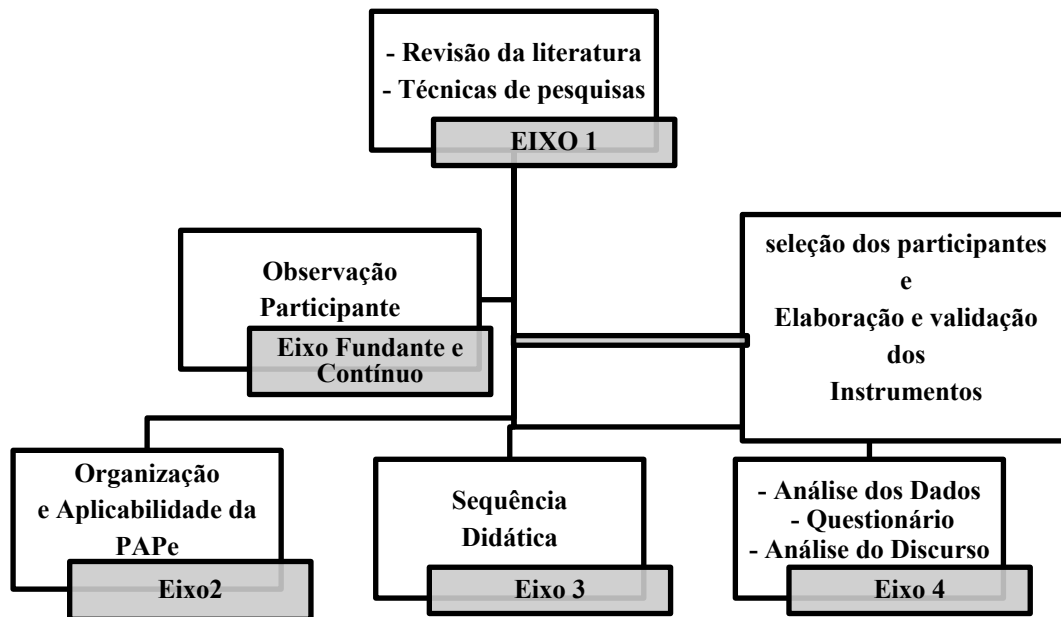 - Revisão da literatura
- Técnicas de pesquisas
EIXO 1
Observação
Participante
Eixo Fundante e
Contínuo
seleção dos participantes
e
Elaboração e validação
dos
Instrumentos
Organização
e Aplicabilidade da
PAPe
Eixo2
Sequência
Didática
Eixo 3
- Análise dos Dados
- Questionário
- Análise do Discurso
Eixo 4